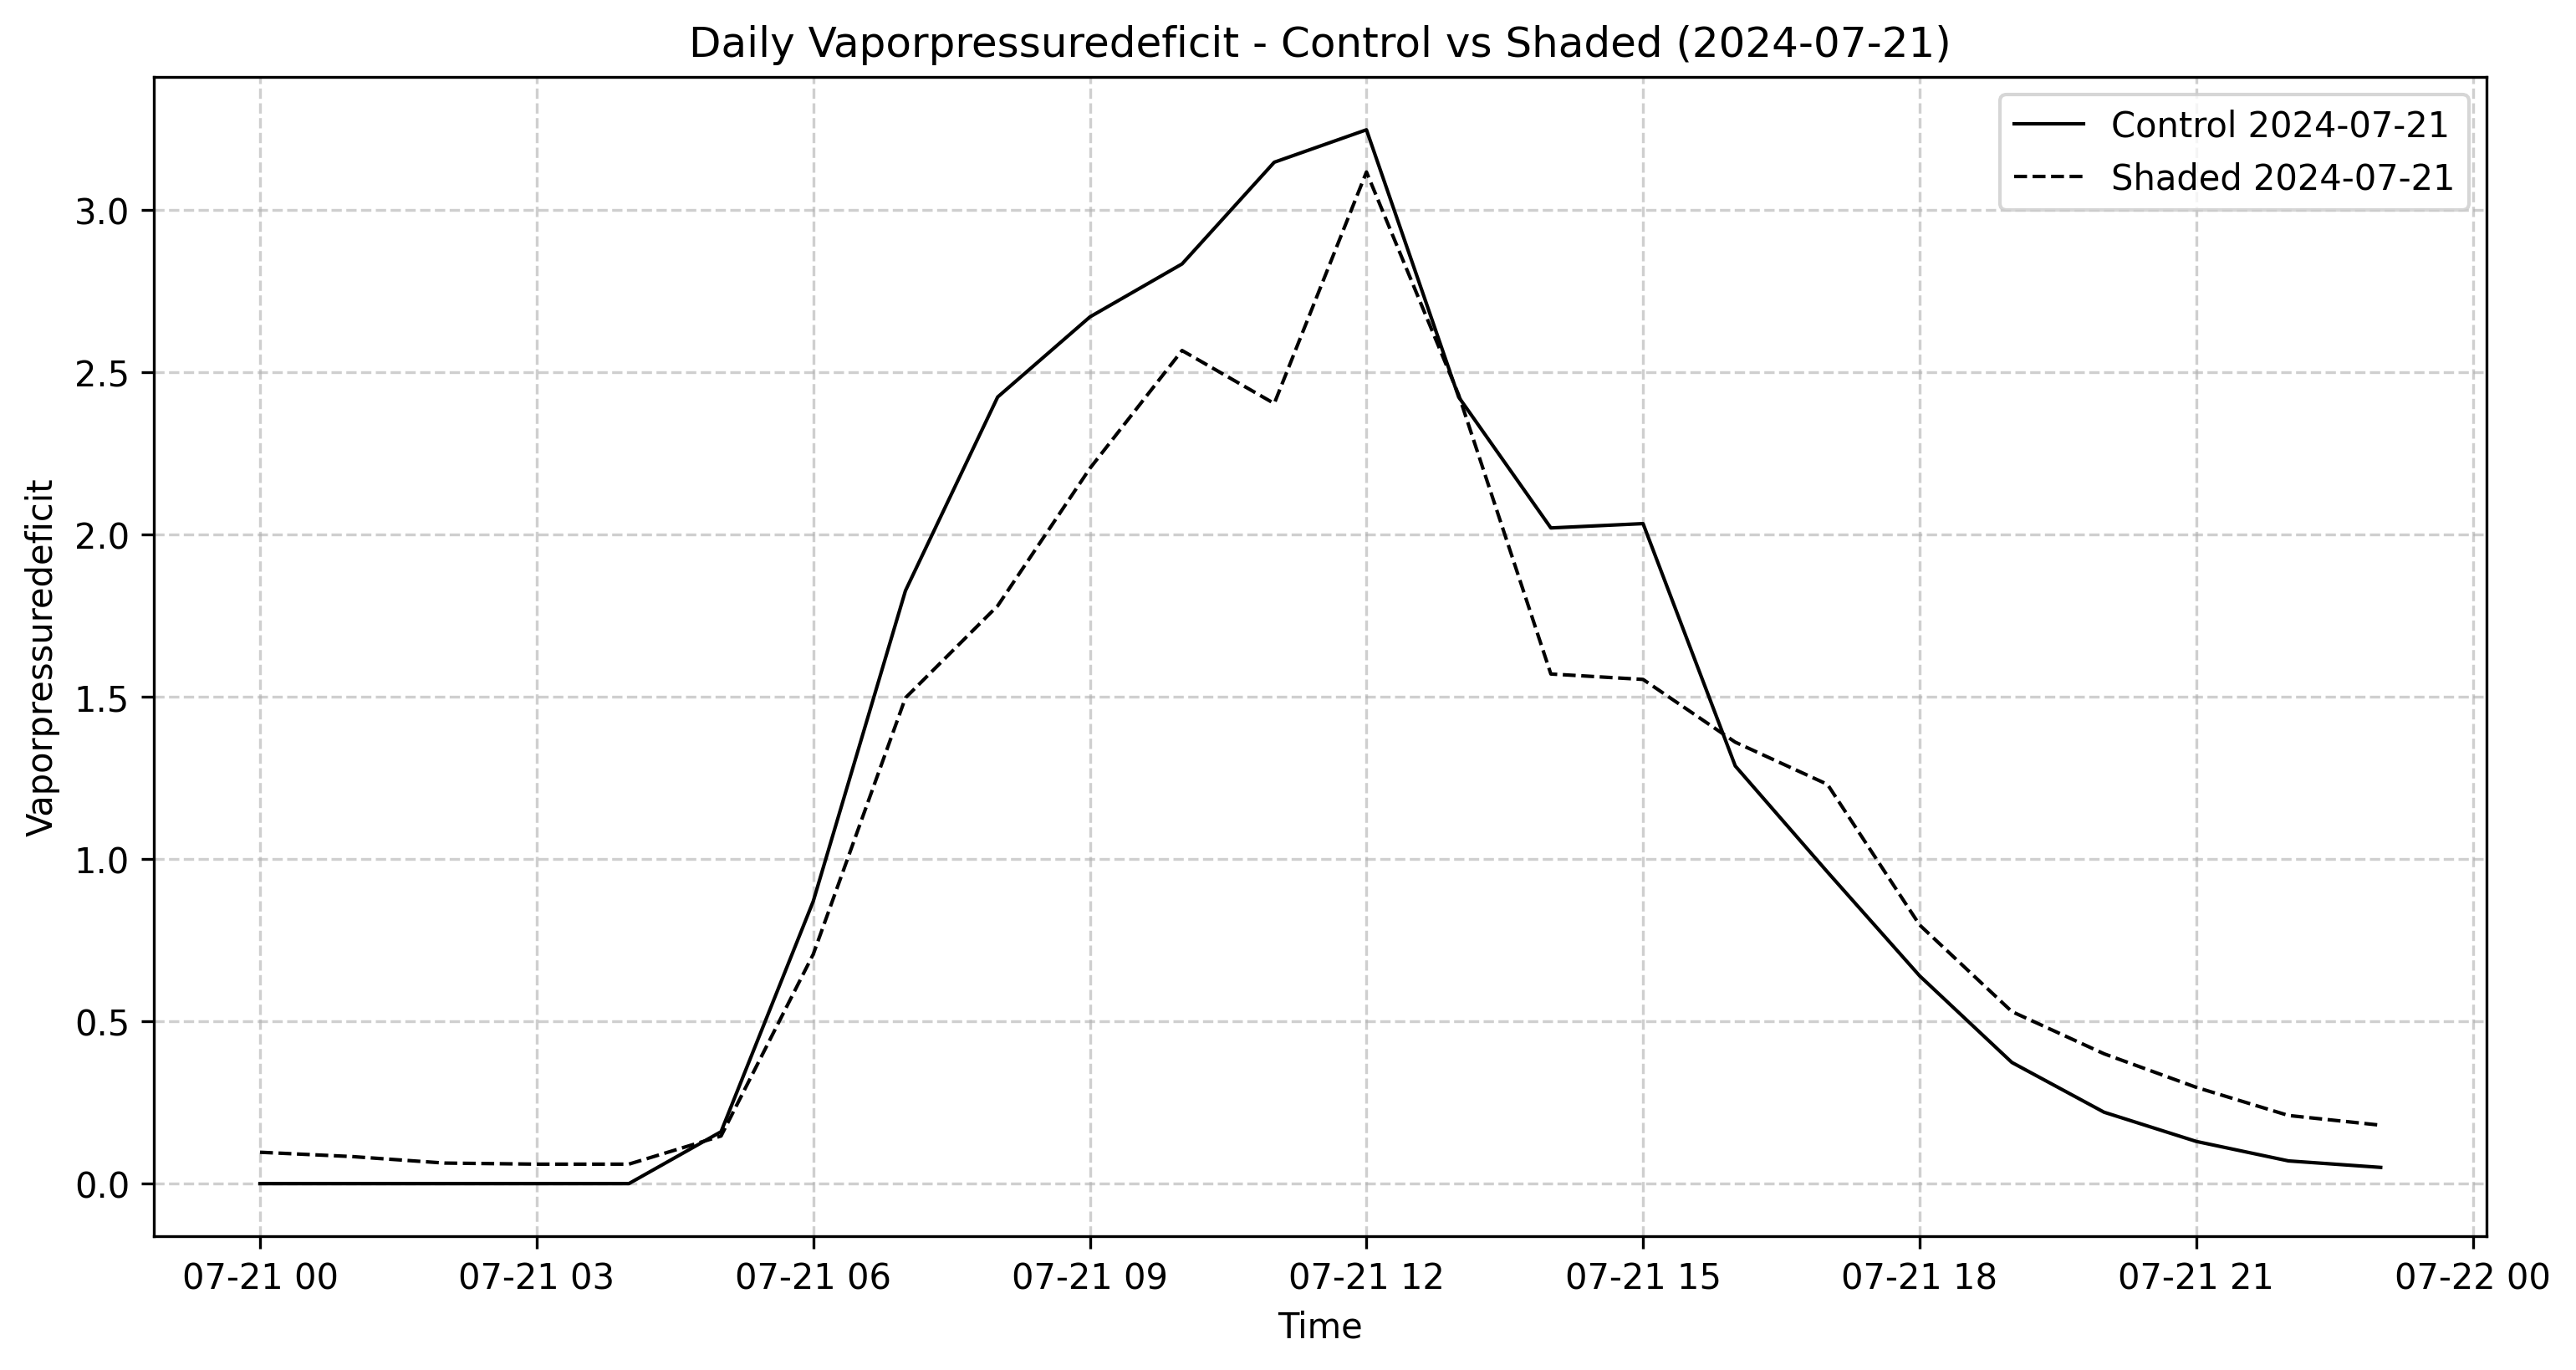 Daily Vaporpressuredeficit - Control vs Shaded (2024-07-21)
Control 2024-07-21
Shaded 2024-07-21
3.0
2.5
2.0
1.5
1.0
0.5
0.0
Vaporpressuredeficit
07-21 00 07-21 03 07-21 06 07-21 09 07-21 12 07-21 15 07-21 18 07-21 21 07-22 00
Time